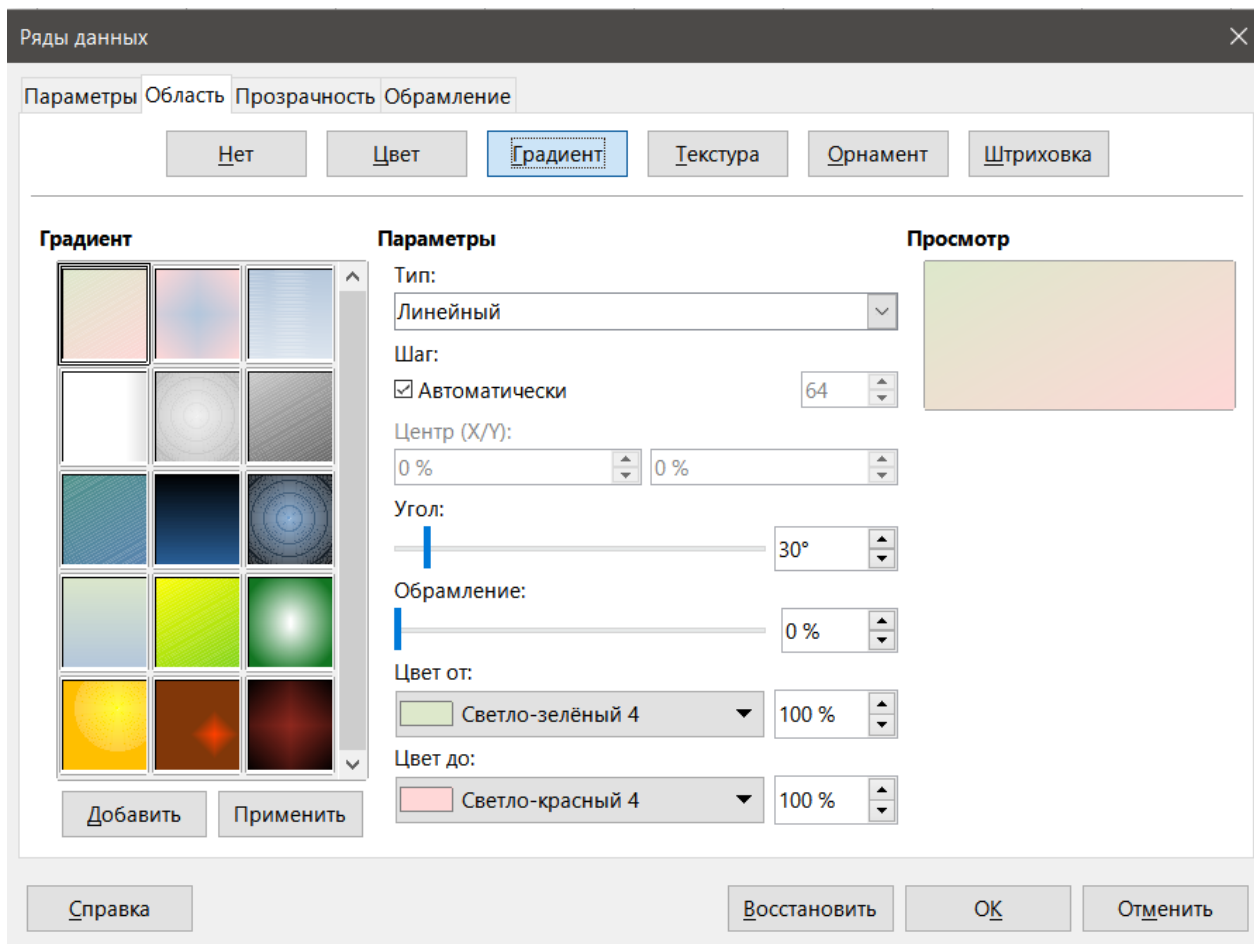 Ряды данных
Параметры Область Прозрачность Обрамление
Нет Цвет Градиент Текстура Орнамент Штриховка
Градиент
Параметры
Просмотр
Тип:
Линейный
Шаг:
Автоматически 64
Центр (X/Y):
0 % 0 %
Угол:
30°
Обрамление:
0 %
Цвет от:
Светло-зелёный 4 100 %
Цвет до:
Светло-красный 4 100 %
Добавить Применить
Справка Восстановить ОК Отменить